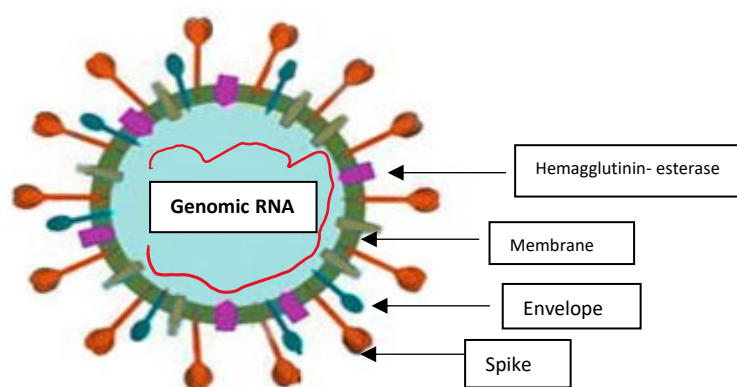 Genomic RNA
Hemagglutinin- esterase
Membrane
Envelope
Spike